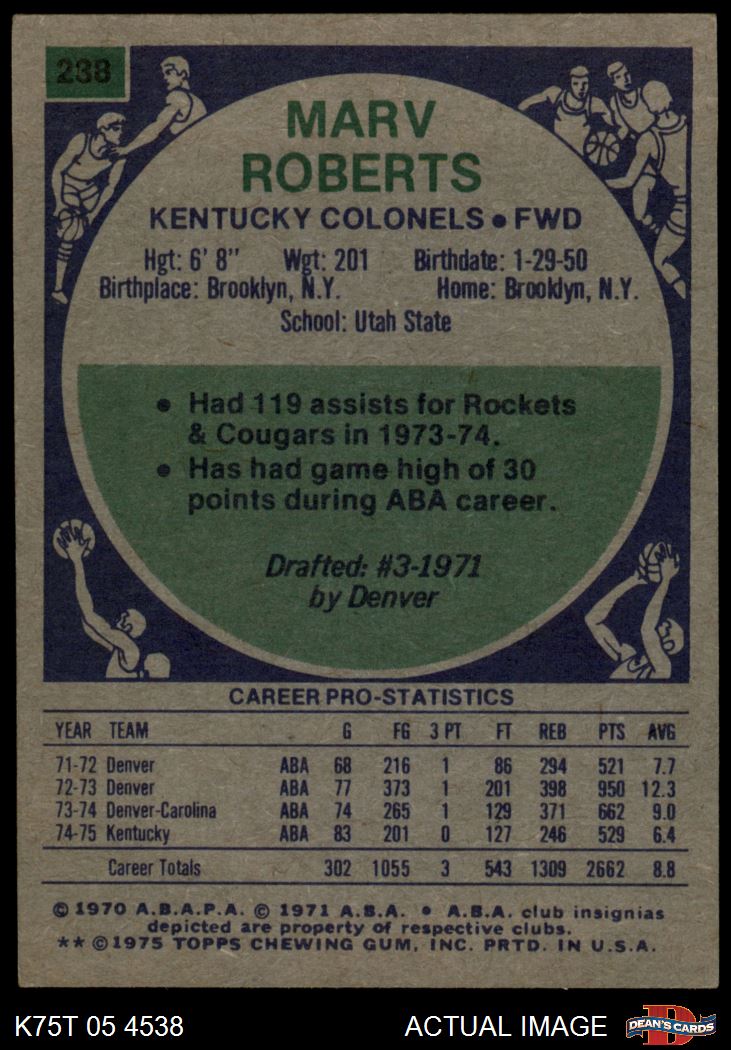 238
MARV
ROBERTS
KENTUCKY COLONELS • FWD
Hgt: 6' 8" Wgt: 201 Birthdate: 1-29-50
Birthplace: Brooklyn, N.Y. Home: Brooklyn, N.Y.
School: Utah State
• Had 119 assists for Rockets
& Cougars in 1973-74.
• Has had game high of 30
points during ABA career.
Drafted: #3-1971
by Denver
CAREER PRO-STATISTICS
YEAR TEAM G FG 3 PT FT REB PTS AVG
71-72 Denver ABA 68 216 1 86 294 521 7.7
72-73 Denver ABA 77 373 1 201 398 950 12.3
73-74 Denver-Carolina ABA 74 265 1 129 371 662 9.0
74-75 Kentucky ABA 83 201 0 127 246 529 6.4
Career Totals 302 1055 3 543 1309 2662 8.8
© 1970 A.B.A.P.A. © 1971 A.B.A. • A.B.A. club insignias
depicted are property of respective clubs.
** © 1975 TOPPS CHEWING GUM, INC. PRTD. IN U.S.A.
K75T 05 4538 ACTUAL IMAGE DEAN'S CARDS